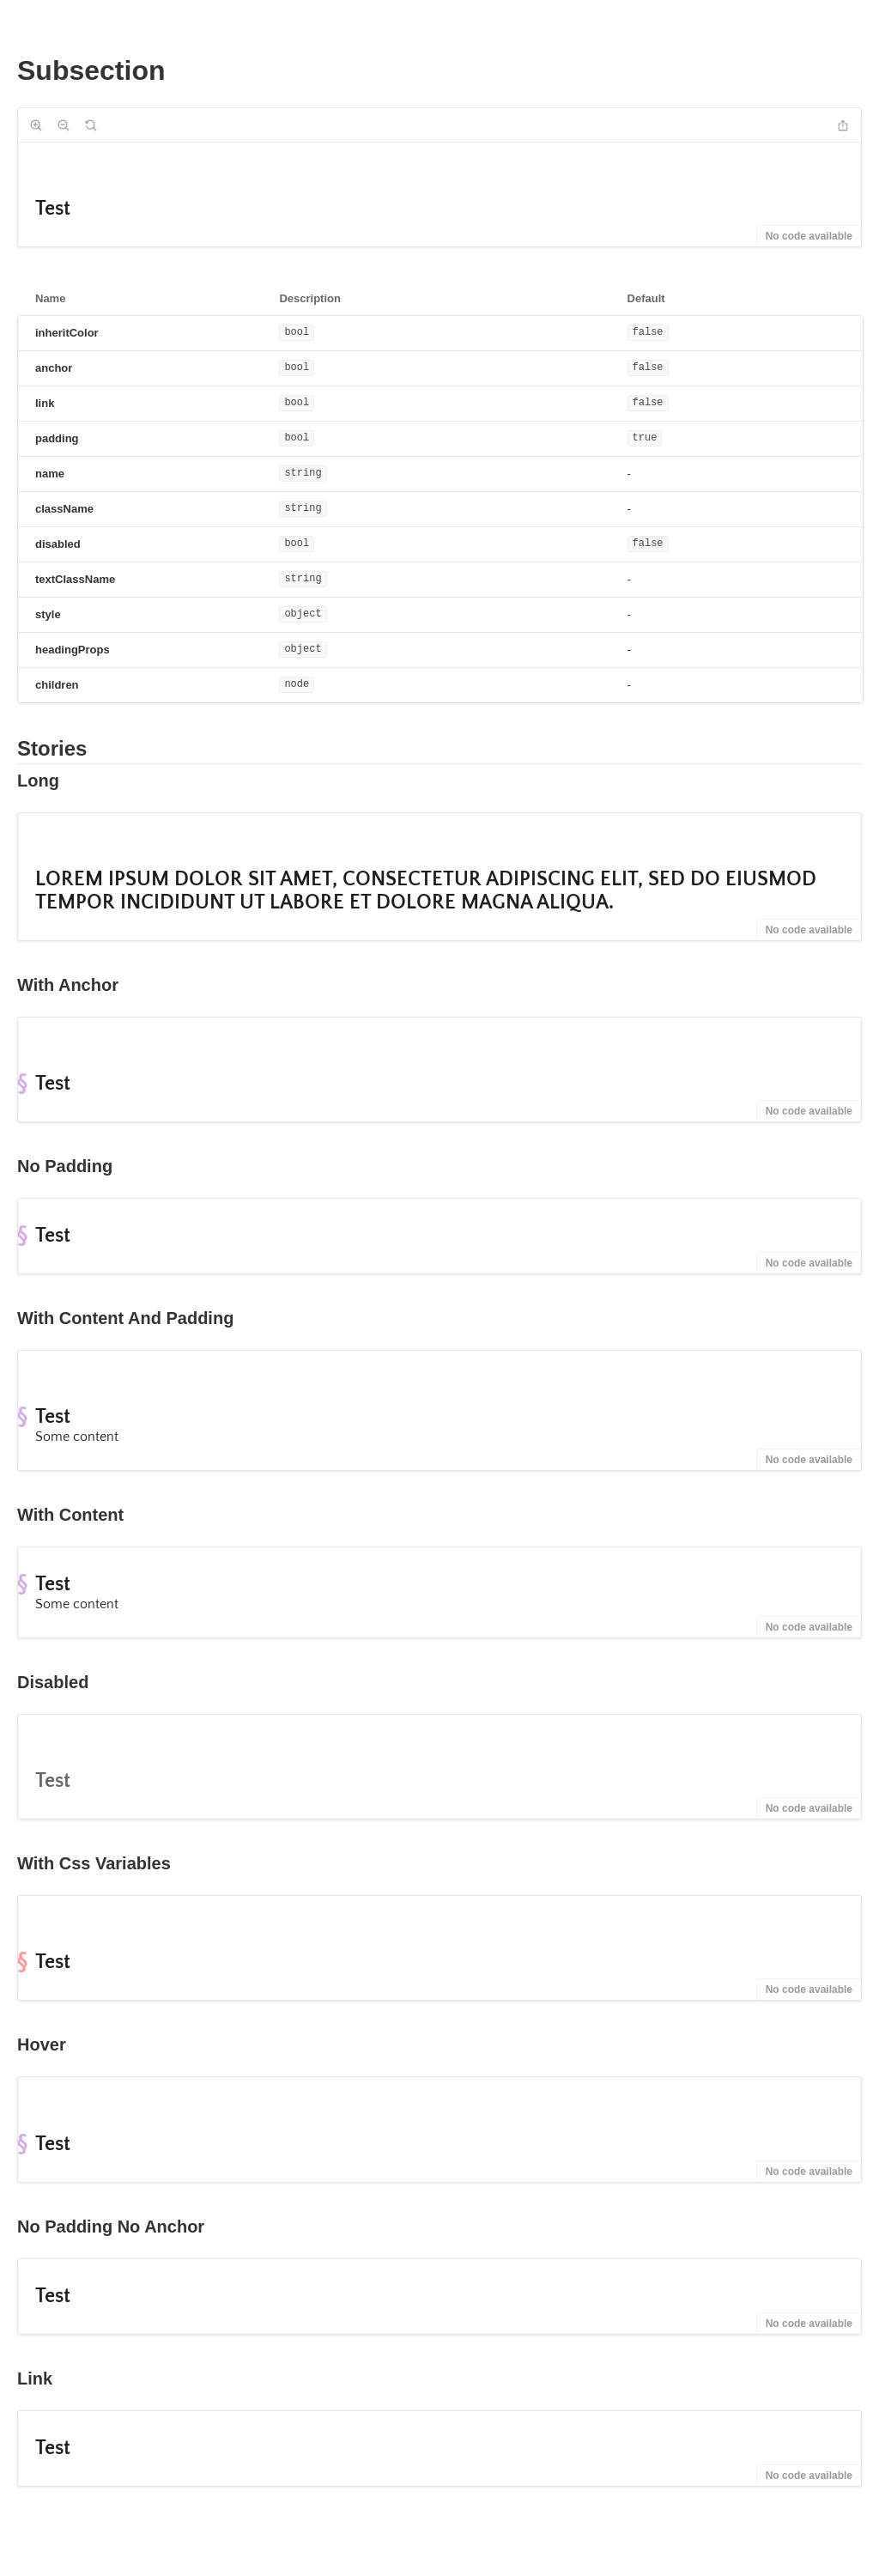 Subsection
Test
No code available
Name Description Default
inheritColor bool false
anchor bool false
link bool false
padding bool true
name string -
className string -
disabled bool false
textClassName string -
style object -
headingProps object -
children node -
Stories
Long
LOREM IPSUM DOLOR SIT AMET, CONSECTETUR ADIPISCING ELIT, SED DO EIUSMOD
TEMPOR INCIDIDUNT UT LABORE ET DOLORE MAGNA ALIQUA.
No code available
With Anchor
§ Test
No code available
No Padding
§ Test
No code available
With Content And Padding
§ Test
Some content
No code available
With Content
§ Test
Some content
No code available
Disabled
Test
No code available
With Css Variables
§ Test
No code available
Hover
§ Test
No code available
No Padding No Anchor
Test
No code available
Link
Test
No code available